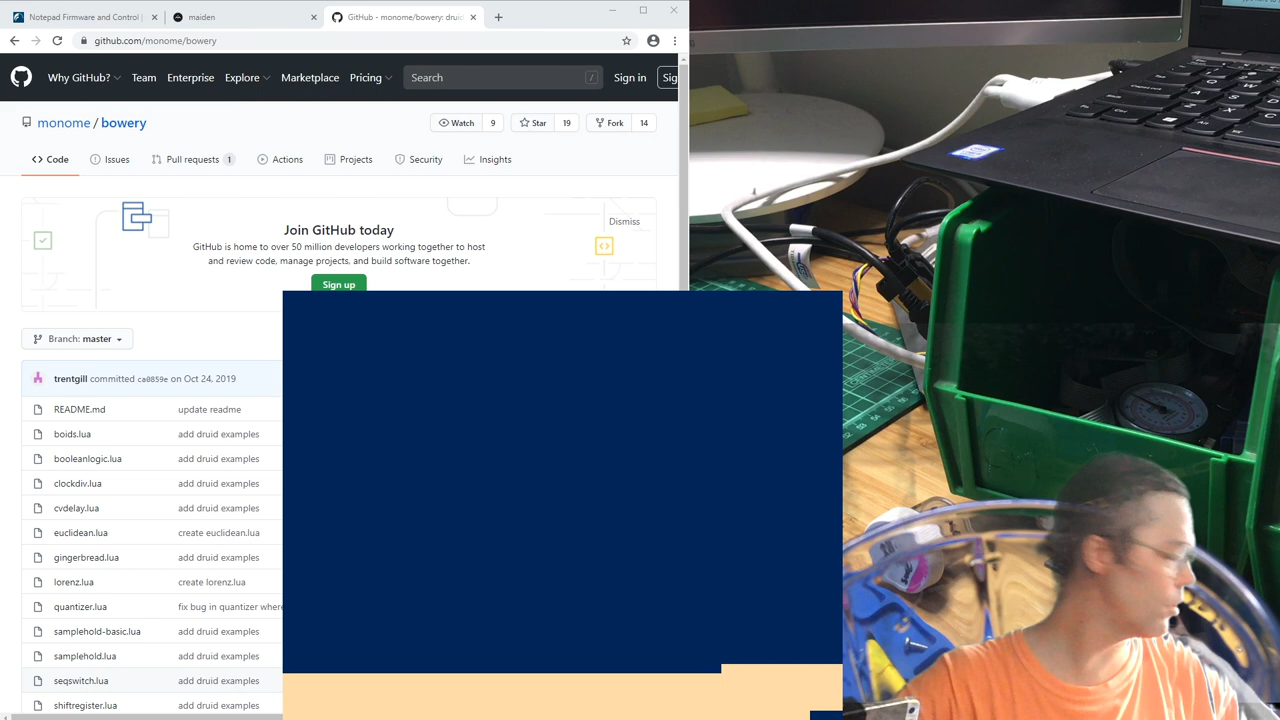 Notepad Firmware and Control |
maiden
GitHub - monome/bowery: druid
github.com/monome/bowery
Why GitHub? Team Enterprise Explore Marketplace Pricing Search / Sign in Sig
monome / bowery
Watch 9 Star 19 Fork 14
Code Issues Pull requests 1 Actions Projects Security Insights
Join GitHub today
Dismiss
GitHub is home to over 50 million developers working together to host
and review code, manage projects, and build software together.
Sign up
Branch: master
trentgill committed ca0859e on Oct 24, 2019
README.md update readme
boids.lua add druid examples
booleanlogic.lua add druid examples
clockdiv.lua add druid examples
cvdelay.lua add druid examples
euclidean.lua create euclidean.lua
gingerbread.lua add druid examples
lorenz.lua create lorenz.lua
quantizer.lua fix bug in quantizer where
samplehold-basic.lua add druid examples
samplehold.lua add druid examples
seqswitch.lua add druid examples
shiftregister.lua add druid examples